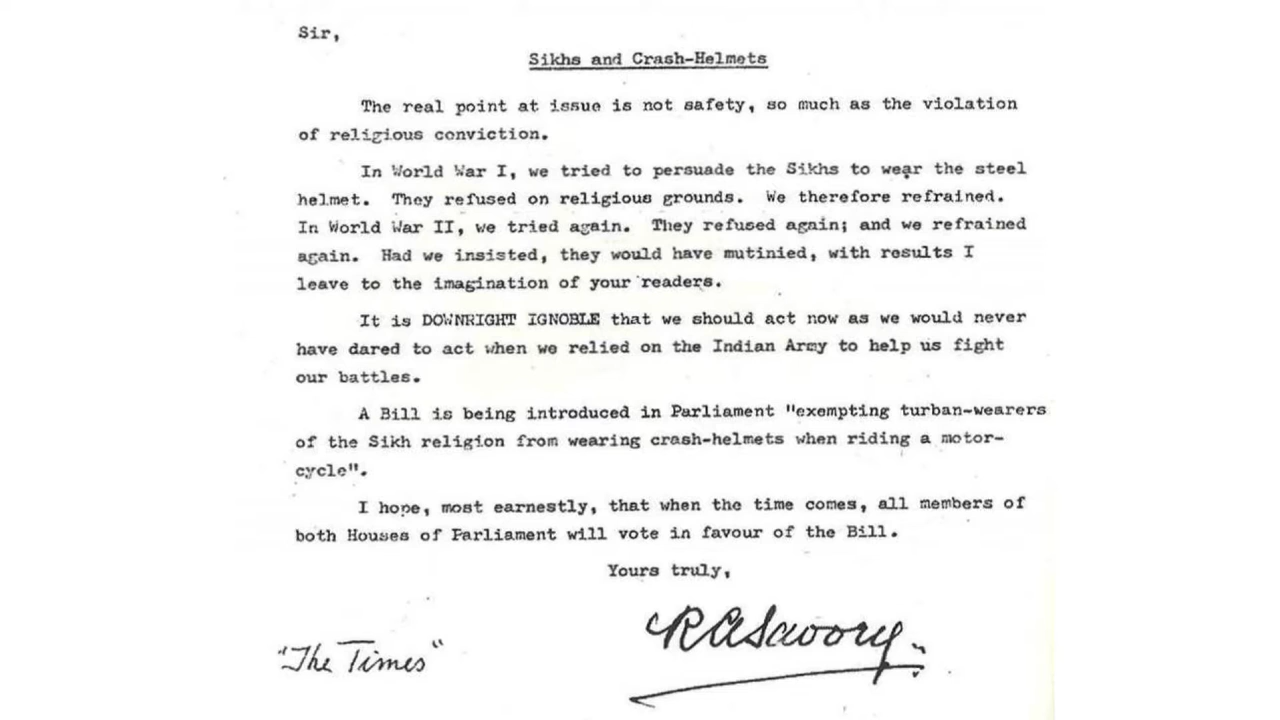 Sir,
Sikhs and Crash-Helmets
The real point at issue is not safety, so much as the violation
of religious conviction.
In World War I, we tried to persuade the Sikhs to wear the steel
helmet. They refused on religious grounds. We therefore refrained.
In World War II, we tried again. They refused again; and we refrained
again. Had we insisted, they would have mutinied, with results I
leave to the imagination of your readers.
It is DOWNRIGHT IGNOBLE that we should act now as we would never
have dared to act when we relied on the Indian Army to help us fight
our battles.
A Bill is being introduced in Parliament "exempting turban-wearers
of the Sikh religion from wearing crash-helmets when riding a motor-
cycle".
I hope, most earnestly, that when the time comes, all members of
both Houses of Parliament will vote in favour of the Bill.
Yours truly,
RASavory
"The Times"